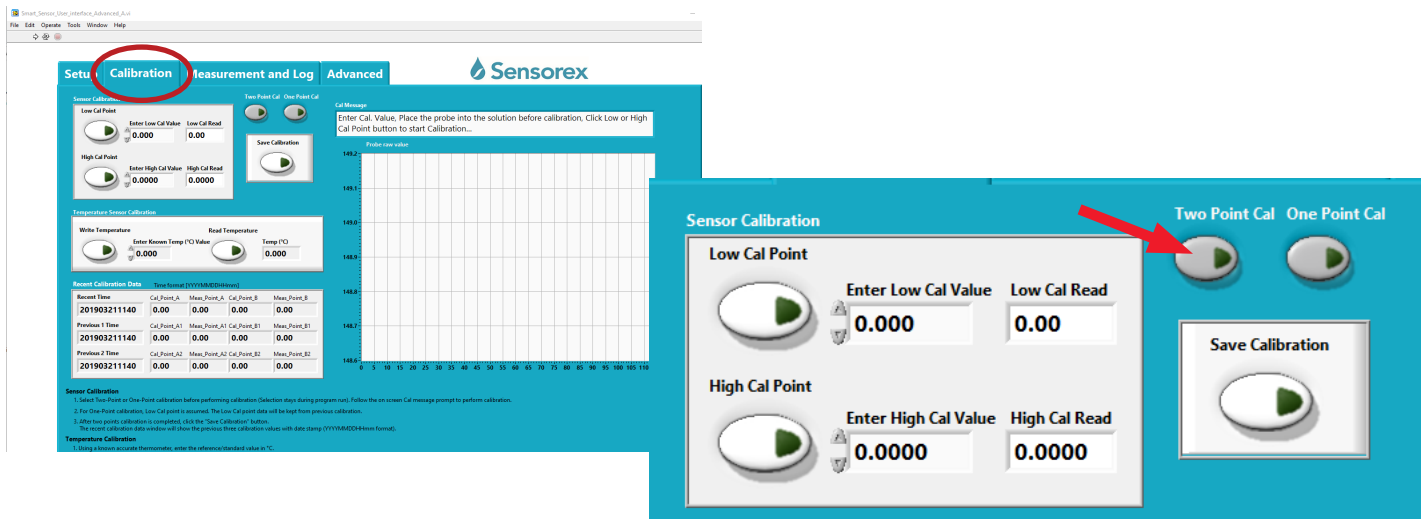 Smart_Sensor_User_Interface_Advanced_A.vi
File Edit Operate Tools Window Help
Setup Calibration Measurement and Log Advanced
Sensorex
Sensor Calibration
Two Point Cal One Point Cal
Low Cal Point
Enter Low Cal Value Low Cal Read
0.000 0.00
High Cal Point
Enter High Cal Value High Cal Read
0.0000 0.0000
Save Calibration
Cal Message
Enter Cal. Value, Place the probe into the solution before calibration, Click Low or High
Cal Point button to start Calibration...
Probe raw value
149.2
149.1
149.0
148.9
148.8
148.7
148.6
0 5 10 15 20 25 30 35 40 45 50 55 60 65 70 75 80 85 90 95 100 105 110
Temperature Sensor Calibration
Write Temperature Read Temperature
Enter Known Temp (°C) Value Temp (°C)
0.000 0.000
Recent Calibration Data Time format [YYYYMMDDHHmm]
Recent Time Cal_Point_A Meas_Point_A Cal_Point_B Meas_Point_B
201903211140 0.00 0.00 0.00 0.00
Previous 1 Time Cal_Point_A1 Meas_Point_A1 Cal_Point_B1 Meas_Point_B1
201903211140 0.00 0.00 0.00 0.00
Previous 2 Time Cal_Point_A2 Meas_Point_A2 Cal_Point_B2 Meas_Point_B2
201903211140 0.00 0.00 0.00 0.00
Sensor Calibration
1. Select Two-Point or One-Point calibration before performing calibration (Selection stays during program run). Follow the on screen Cal message prompt to perform calibration.
2. For One-Point calibration, Low Cal point is assumed. The Low Cal point data will be kept from previous calibration.
3. After two points calibration is completed, click the "Save Calibration" button.
The recent calibration data window will show the previous three calibration values with date stamp (YYYYMMDDHHmm format).
Temperature Calibration
1. Using a known accurate thermometer, enter the reference/standard value in °C.
Sensor Calibration
Two Point Cal One Point Cal
Low Cal Point
Enter Low Cal Value Low Cal Read
0.000 0.00
Save Calibration
High Cal Point
Enter High Cal Value High Cal Read
0.0000 0.0000